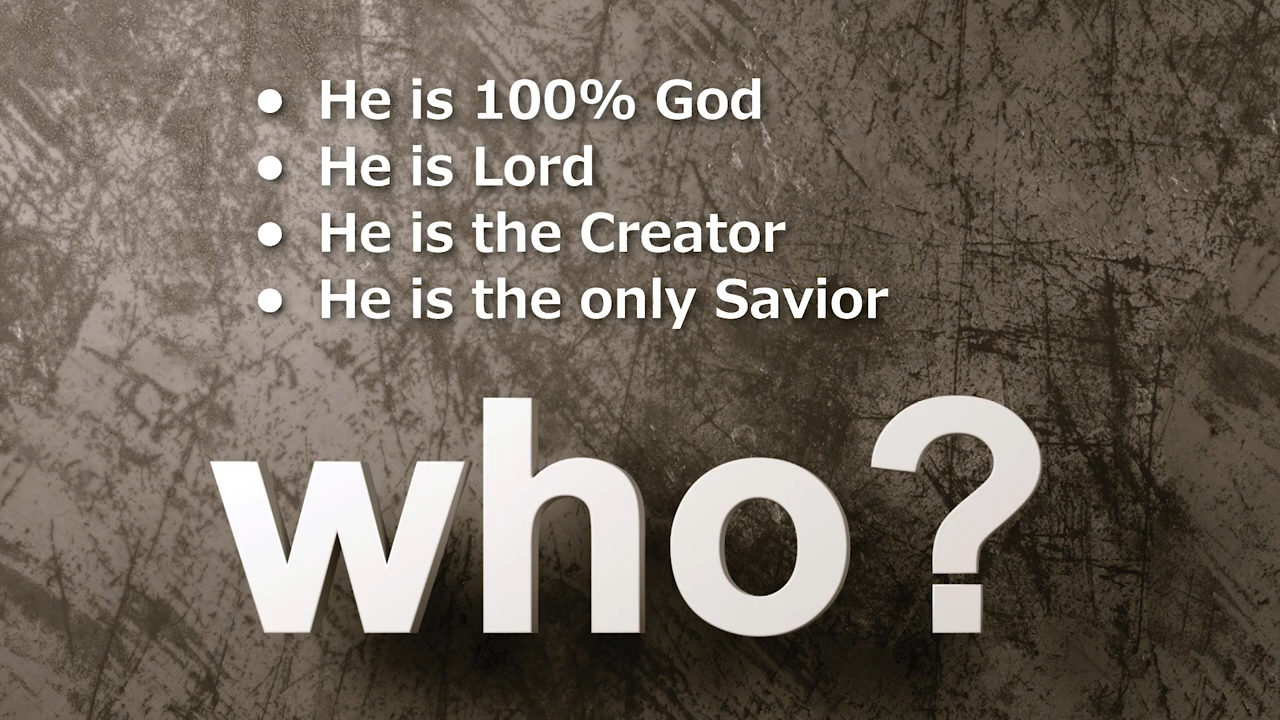 ● He is 100% God
● He is Lord
● He is the Creator
● He is the only Savior
who?